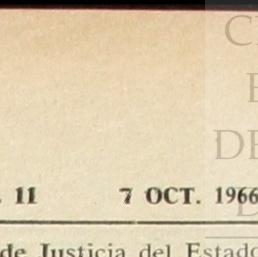 . 11 7 OCT. 1966
de Justicia del Estado